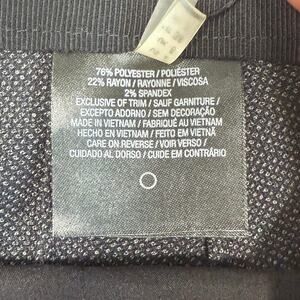 76% POLYESTER / POLIÉSTER
22% RAYON / RAYONNE / VISCOSA
2% SPANDEX
EXCLUSIVE OF TRIM / SAUF GARNITURE /
EXCEPTO ADORNO / SEM DECORAÇÃO
MADE IN VIETNAM / FABRIQUÉ AU VIETNAM
HECHO EN VIETNAM / FEITO EM VIETNÃ
CARE ON REVERSE / VOIR VERSO /
CUIDADO AL DORSO / CUIDE EM CONTRÁRIO